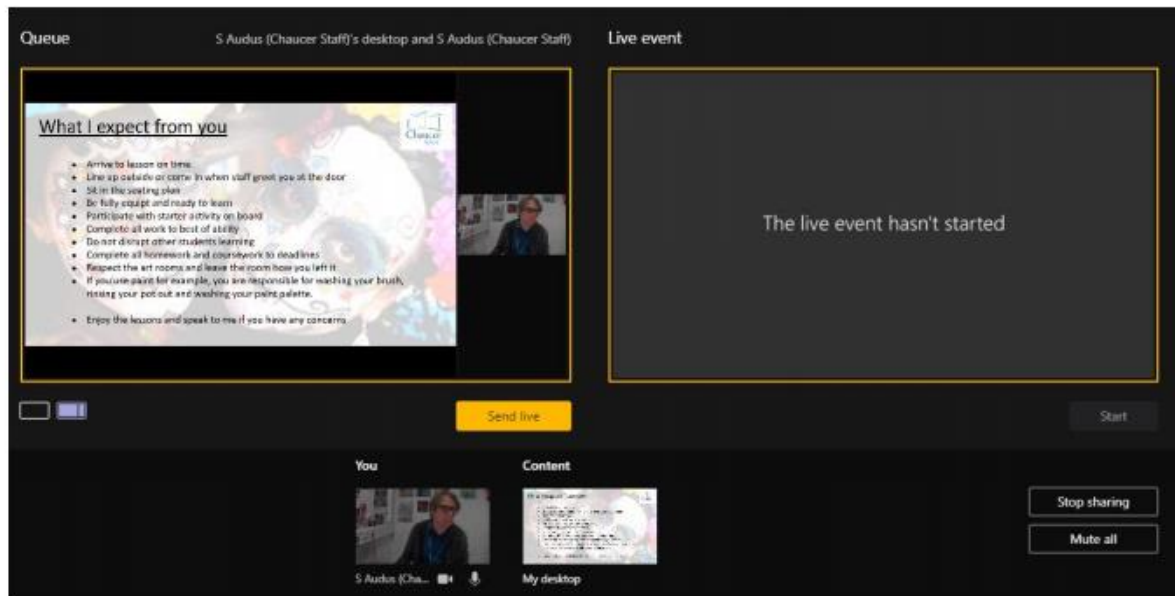 Queue
S Audus (Chaucer Staff)'s desktop and S Audus (Chaucer Staff)
Live event
What I expect from you
Chaucer
• Arrive to lesson on time
• Line up outside or come in when staff greet you at the door
• Sit in the seating plan
• Be fully equipt and ready to learn
• Participate with starter activity on board
• Complete all work to best of ability
• Do not disrupt other students learning
• Complete all homework and coursework to deadlines
• Respect the art rooms and leave the room how you left it
• If you use paint for example, you are responsible for washing your brush,
rinsing your pot out and washing your paint palette.
• Enjoy the lessons and speak to me if you have any concerns
The live event hasn't started
Send live
Start
You
Content
S Audus (Cha...
My desktop
Stop sharing
Mute all